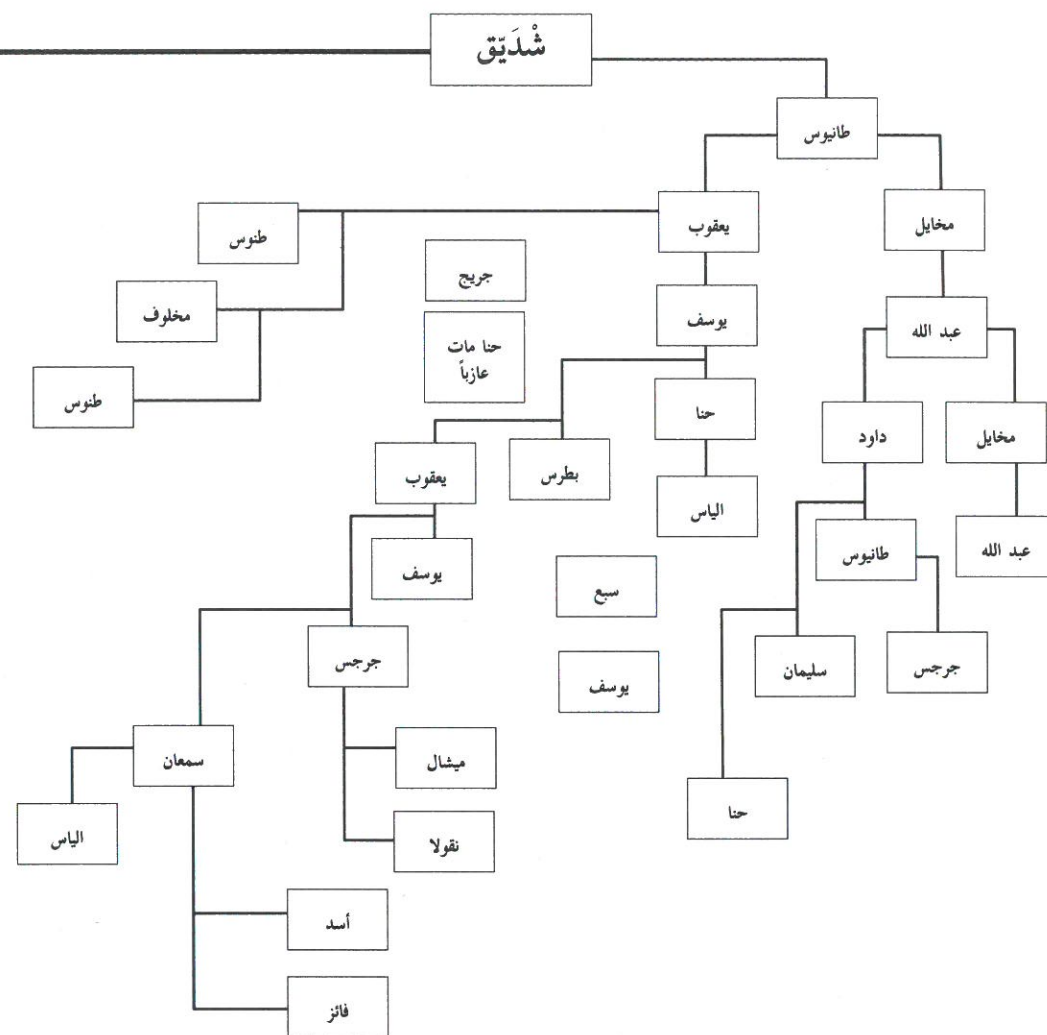 شْدَيّق
طانيوس
مخايل
يعقوب
طنوس
جريج
مخلوف
يوسف
عبد الله
حنا مات
عازباً
طنوس
حنا
داود
مخايل
يعقوب
بطرس
الياس
طانيوس
عبد الله
يوسف
سبع
جرجس
سليمان
جرجس
يوسف
سمعان
ميشال
حنا
الياس
نقولا
أسد
فائز